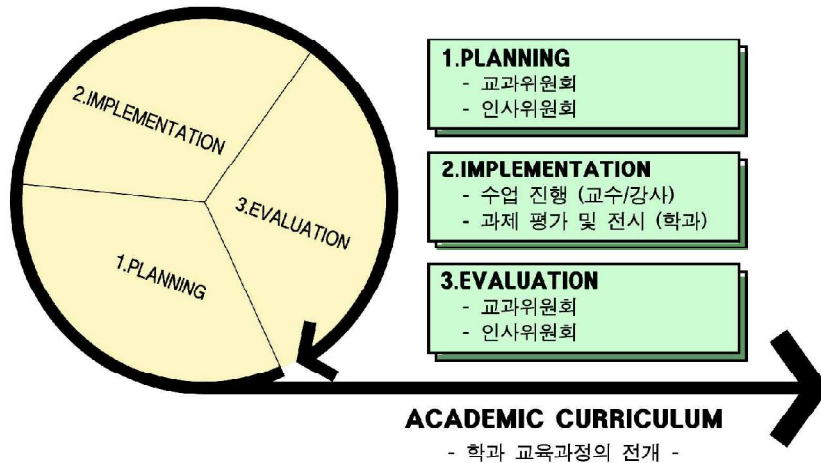 2.IMPLEMENTATION
3.EVALUATION
1.PLANNING
1.PLANNING
- 교과위원회
- 인사위원회
2.IMPLEMENTATION
- 수업 진행 (교수/강사)
- 과제 평가 및 전시 (학과)
3.EVALUATION
- 교과위원회
- 인사위원회
ACADEMIC CURRICULUM
- 학과 교육과정의 전개 -